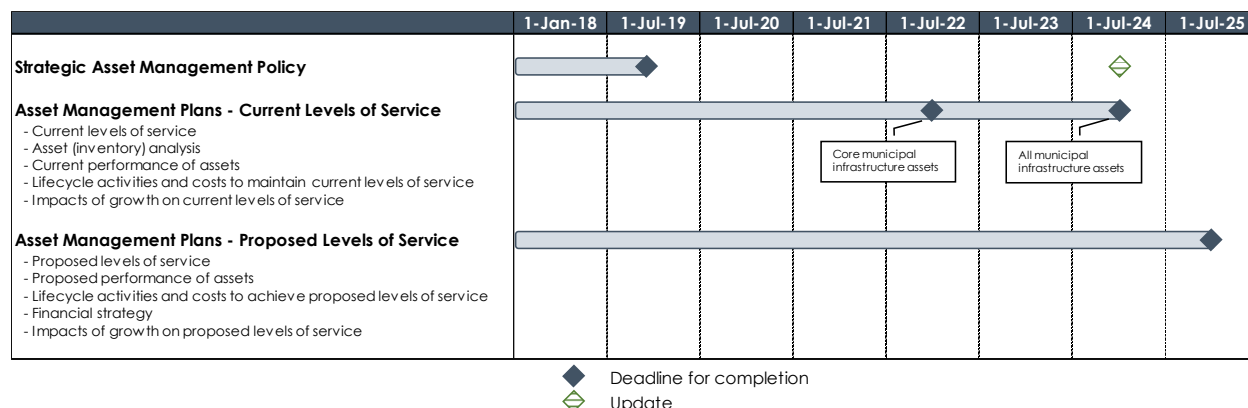 1-Jan-18 1-Jul-19 1-Jul-20 1-Jul-21 1-Jul-22 1-Jul-23 1-Jul-24 1-Jul-25
Strategic Asset Management Policy
Asset Management Plans - Current Levels of Service
- Current levels of service
- Asset (inventory) analysis
- Current performance of assets
- Lifecycle activities and costs to maintain current levels of service
- Impacts of growth on current levels of service
Core municipal
infrastructure assets
All municipal
infrastructure assets
Asset Management Plans - Proposed Levels of Service
- Proposed levels of service
- Proposed performance of assets
- Lifecycle activities and costs to achieve proposed levels of service
- Financial strategy
- Impacts of growth on proposed levels of service
Deadline for completion
Update